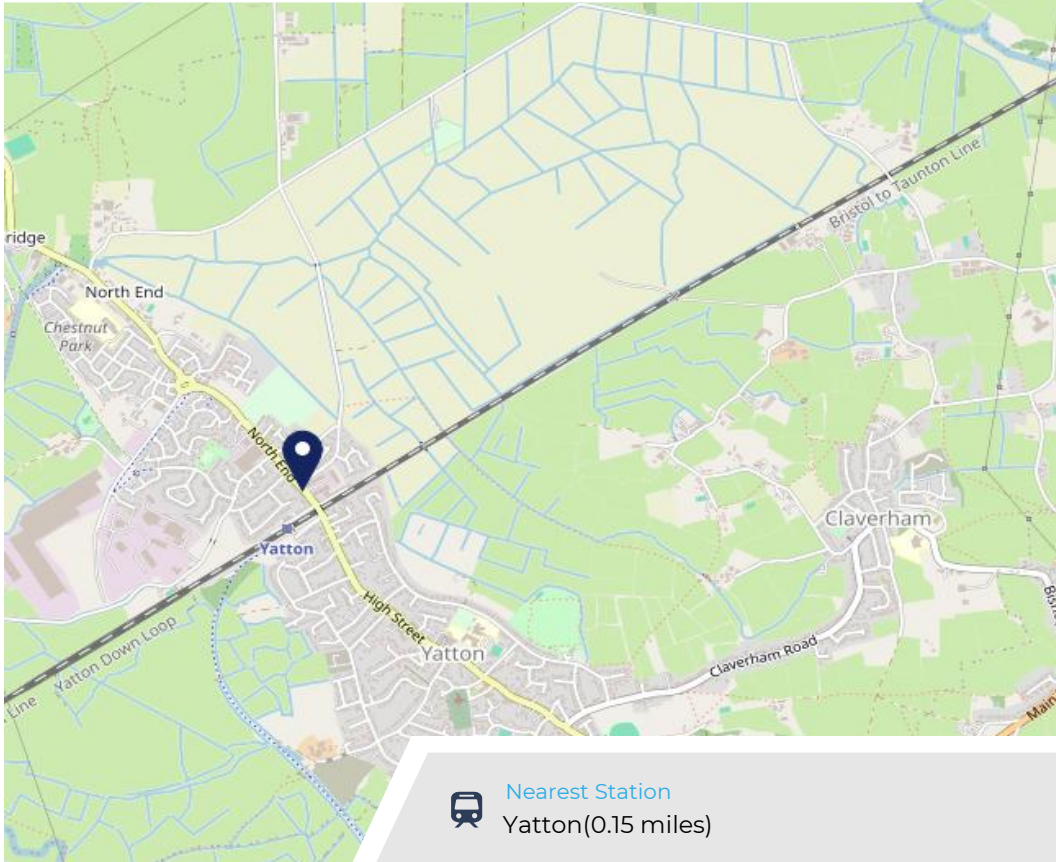 Bristol to Taunton Line
ridge
North End
Chestnut
Park
North End
Claverham
Yatton
High Street
Yatton Down Loop
Yatton
Claverham Road
Line
Main
Nearest Station
Yatton(0.15 miles)